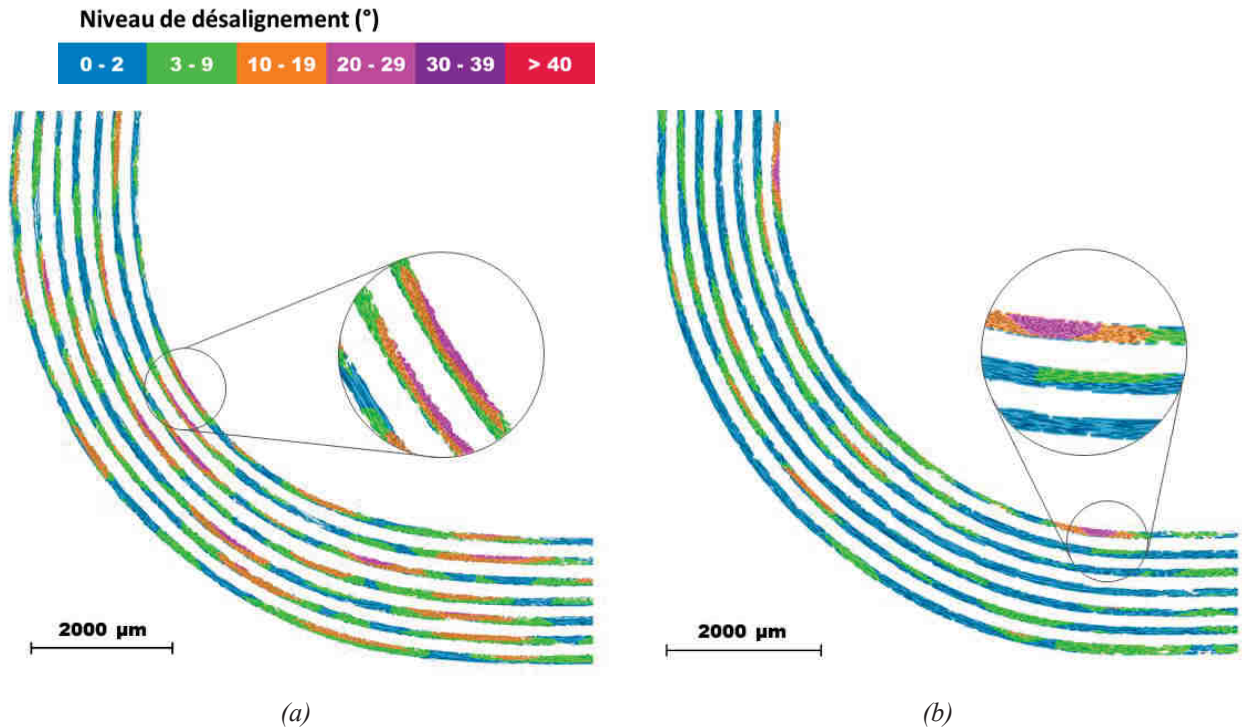 Niveau de désalignement (°)
0 - 2 3 - 9 10 - 19 20 - 29 30 - 39 > 40
2000 µm 2000 µm
(a) (b)